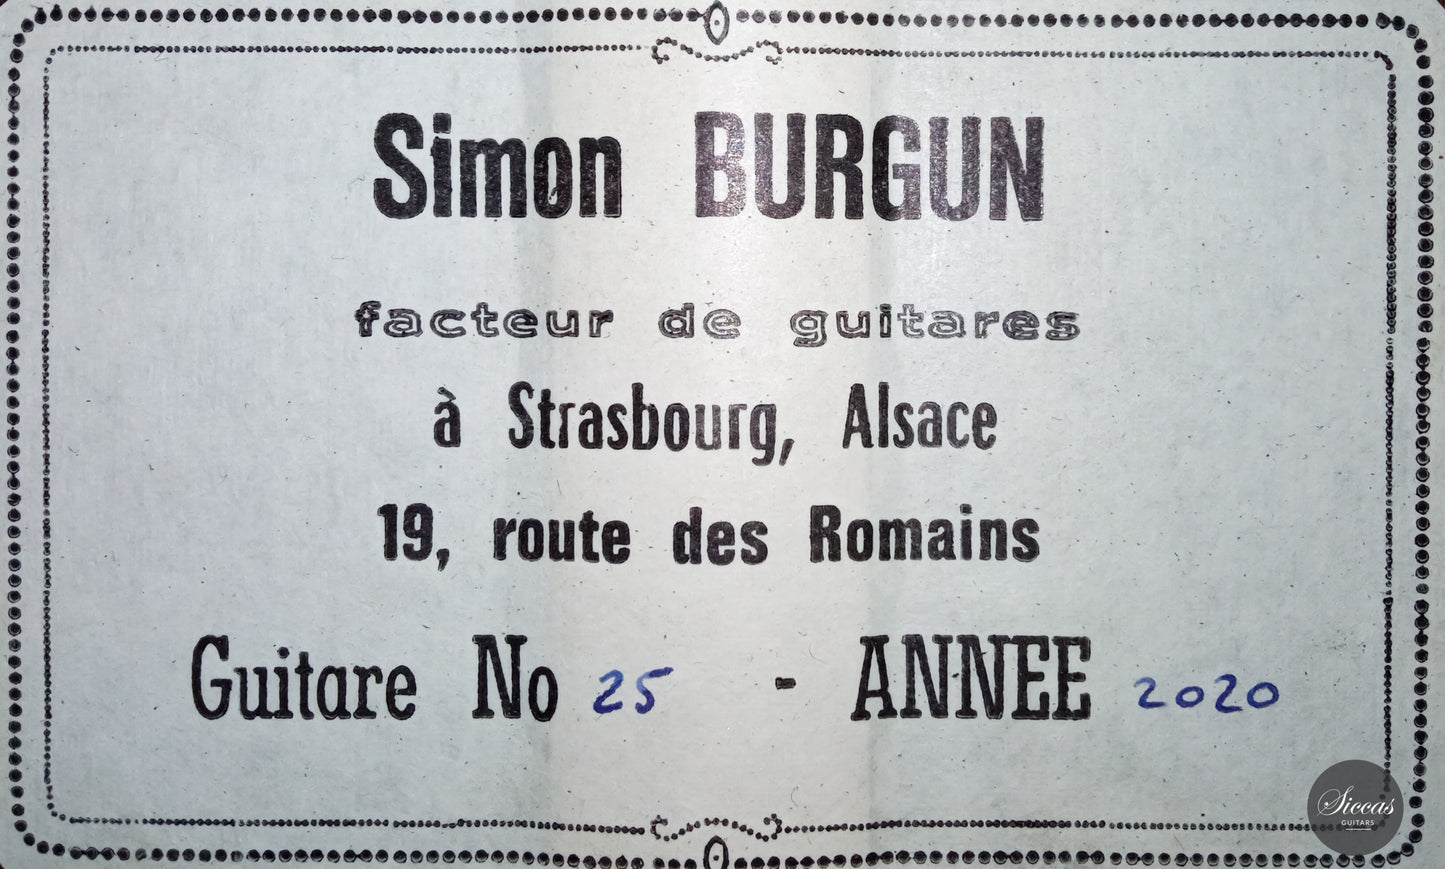 Simon BURGUN
facteur de guitares
à Strasbourg, Alsace
19, route des Romains
Guitare No 25 - ANNEE 2020
Siccas
GUITARS